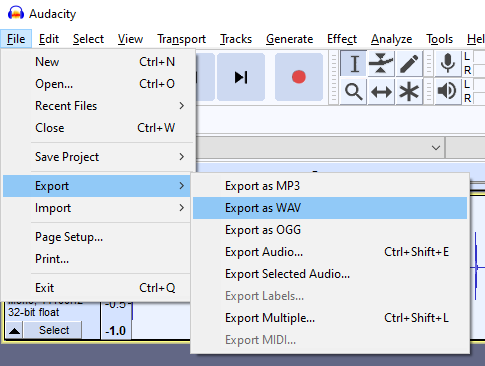 Audacity
File Edit Select View Transport Tracks Generate Effect Analyze Tools
New Ctrl+N
Open... Ctrl+O
Recent Files
Close Ctrl+W
Save Project
Export
Import
Page Setup...
Print...
Exit Ctrl+Q
Export as MP3
Export as WAV
Export as OGG
Export Audio... Ctrl+Shift+E
Export Selected Audio...
Export Labels...
Export Multiple... Ctrl+Shift+L
Export MIDI...
L
R
L
R
32-bit float
Select
-0.5
-1.0